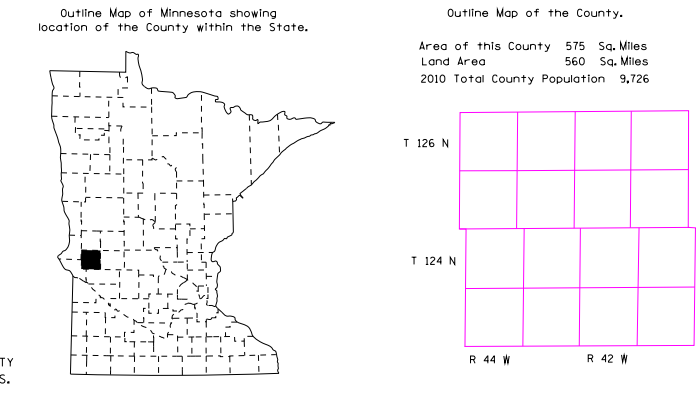 Outline Map of Minnesota showing
location of the County within the State.
Outline Map of the County.
Area of this County 575 Sq. Miles
Land Area 560 Sq. Miles
2010 Total County Population 9,726
T 126 N
T 124 N
R 44 W R 42 W
TY
S.